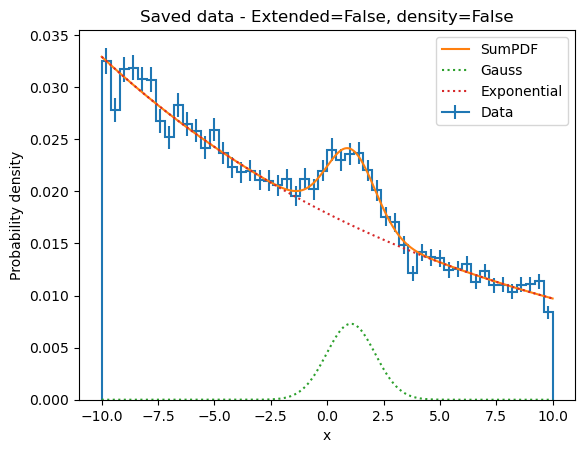 Saved data - Extended=False, density=False
0.035
0.030
0.025
0.020
0.015
0.010
0.005
0.000
Probability density
SumPDF
Gauss
Exponential
Data
−10.0 −7.5 −5.0 −2.5 0.0 2.5 5.0 7.5 10.0
x